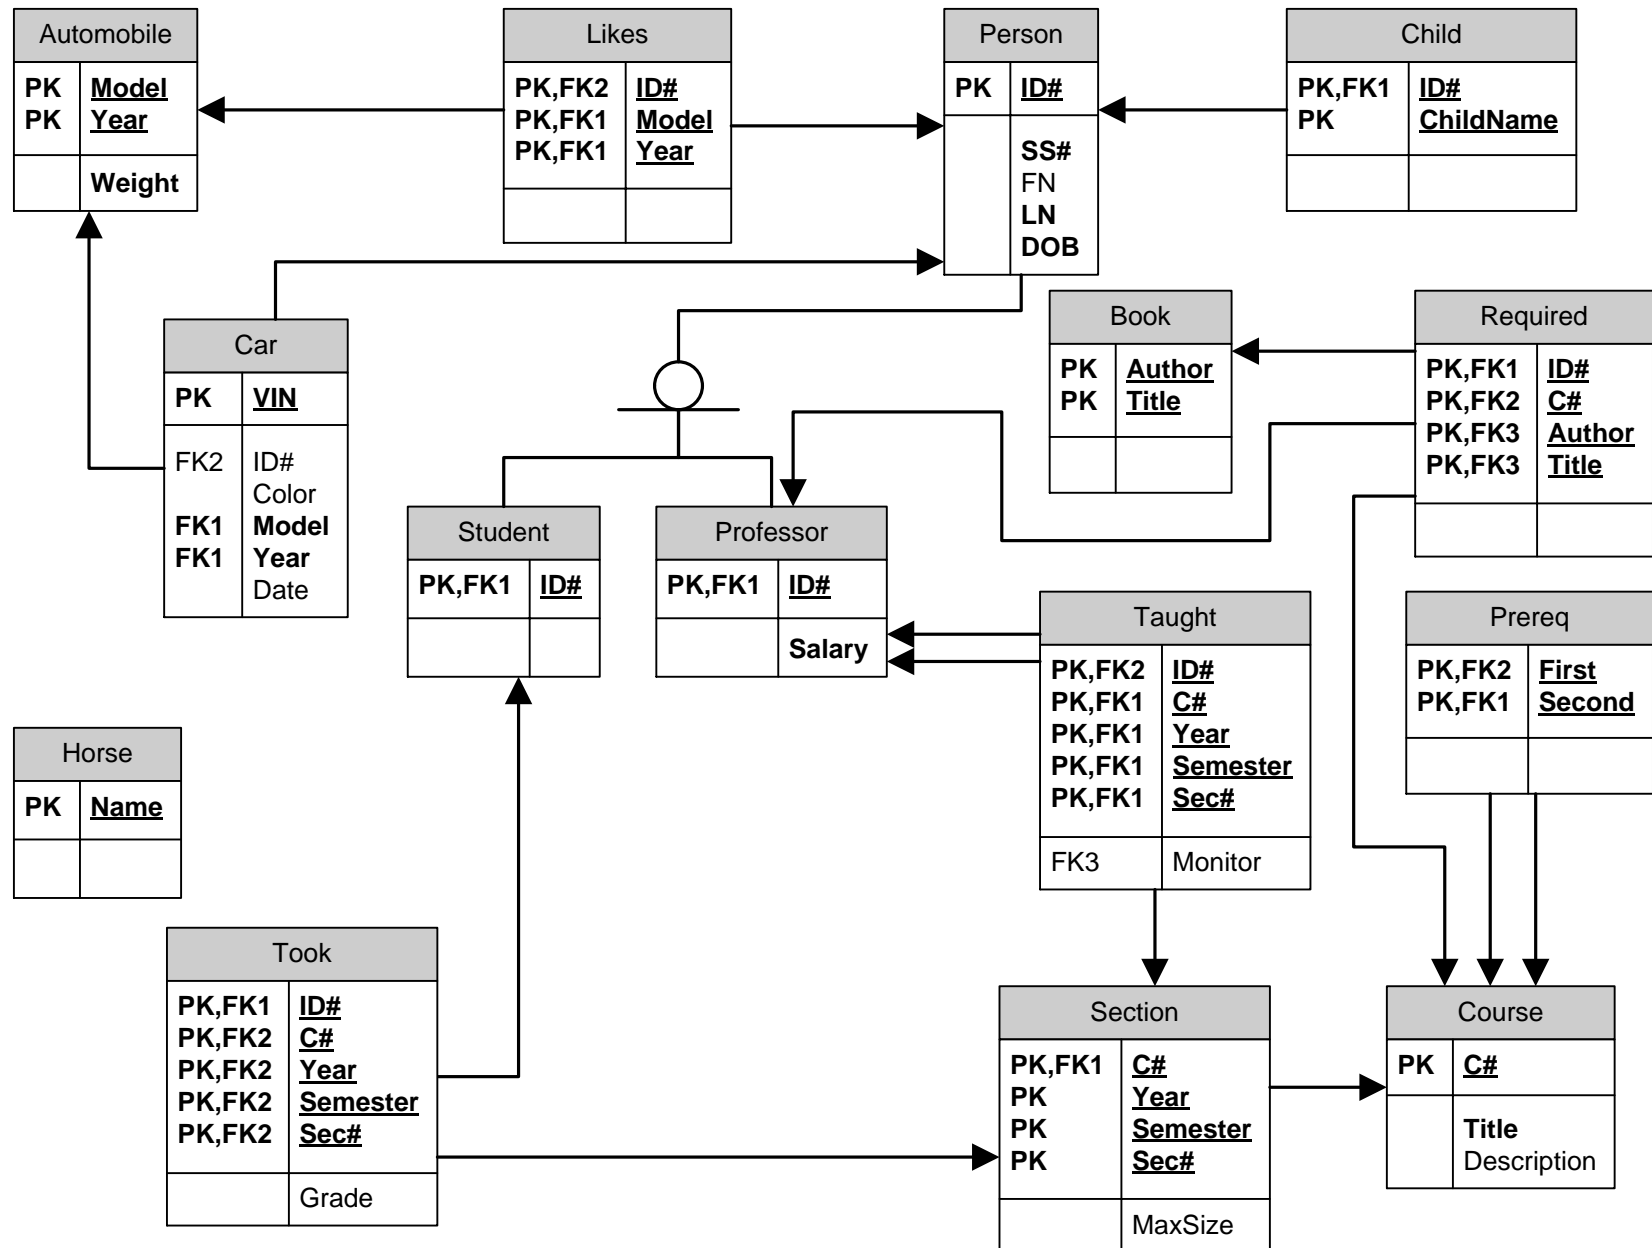 Automobile
PK Model
PK Year
Weight
Likes
PK,FK2 ID#
PK,FK1 Model
PK,FK1 Year
Person
PK ID#
SS#
FN
LN
DOB
Child
PK,FK1 ID#
PK ChildName
Car
PK VIN
FK2 ID#
Color
FK1 Model
FK1 Year
Date
Book
PK Author
PK Title
Required
PK,FK1 ID#
PK,FK2 C#
PK,FK3 Author
PK,FK3 Title
Student
PK,FK1 ID#
Professor
PK,FK1 ID#
Salary
Taught
PK,FK2 ID#
PK,FK1 C#
PK,FK1 Year
PK,FK1 Semester
PK,FK1 Sec#
FK3 Monitor
Prereq
PK,FK2 First
PK,FK1 Second
Horse
PK Name
Took
PK,FK1 ID#
PK,FK2 C#
PK,FK2 Year
PK,FK2 Semester
PK,FK2 Sec#
Grade
Section
PK,FK1 C#
PK Year
PK Semester
PK Sec#
MaxSize
Course
PK C#
Title
Description